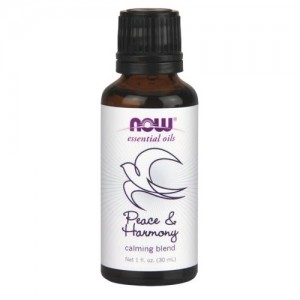 now
essential oils
Peace &
Harmony
calming blend
Net 1 fl. oz. (30 mL)